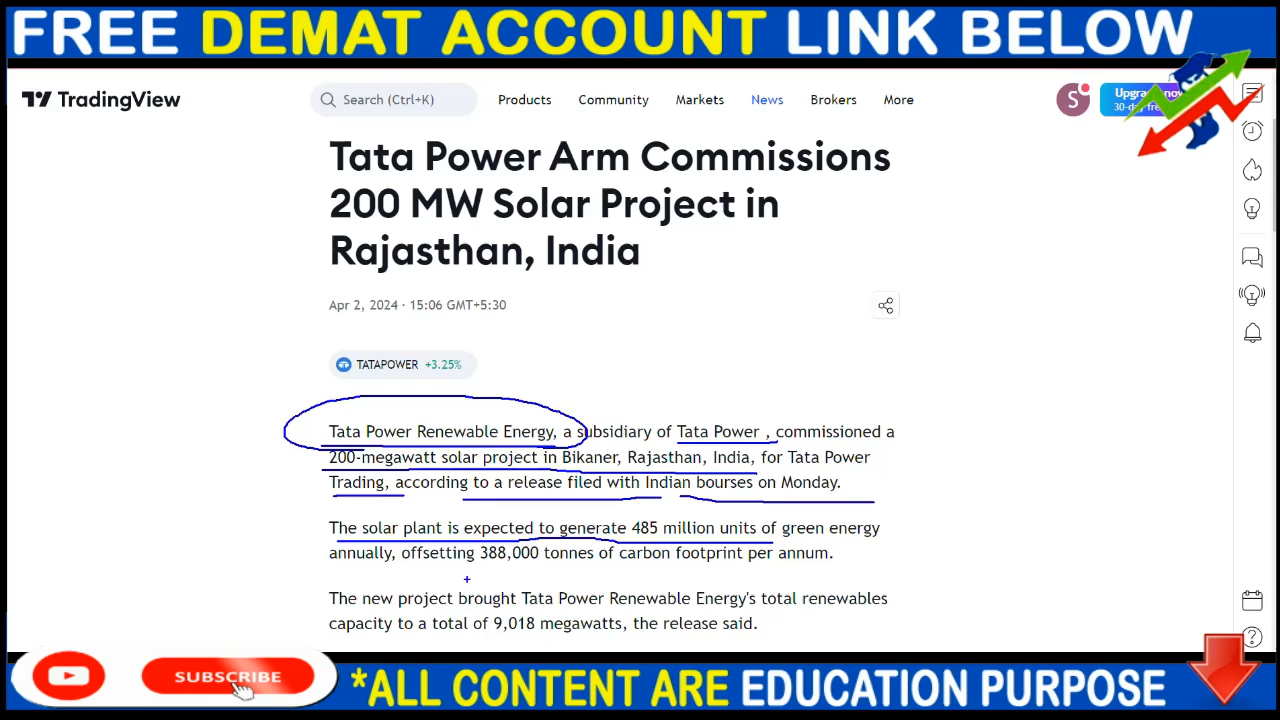 FREE DEMAT ACCOUNT LINK BELOW
TradingView
Search (Ctrl+K)
Products
Community
Markets
News
Brokers
More
S
Upgrade now
30-day free
Tata Power Arm Commissions
200 MW Solar Project in
Rajasthan, India
Apr 2, 2024 · 15:06 GMT+5:30
TATAPOWER +3.25%
Tata Power Renewable Energy, a subsidiary of Tata Power , commissioned a
200-megawatt solar project in Bikaner, Rajasthan, India, for Tata Power
Trading, according to a release filed with Indian bourses on Monday.
The solar plant is expected to generate 485 million units of green energy
annually, offsetting 388,000 tonnes of carbon footprint per annum.
The new project brought Tata Power Renewable Energy's total renewables
capacity to a total of 9,018 megawatts, the release said.
SUBSCRIBE
*ALL CONTENT ARE EDUCATION PURPOSE